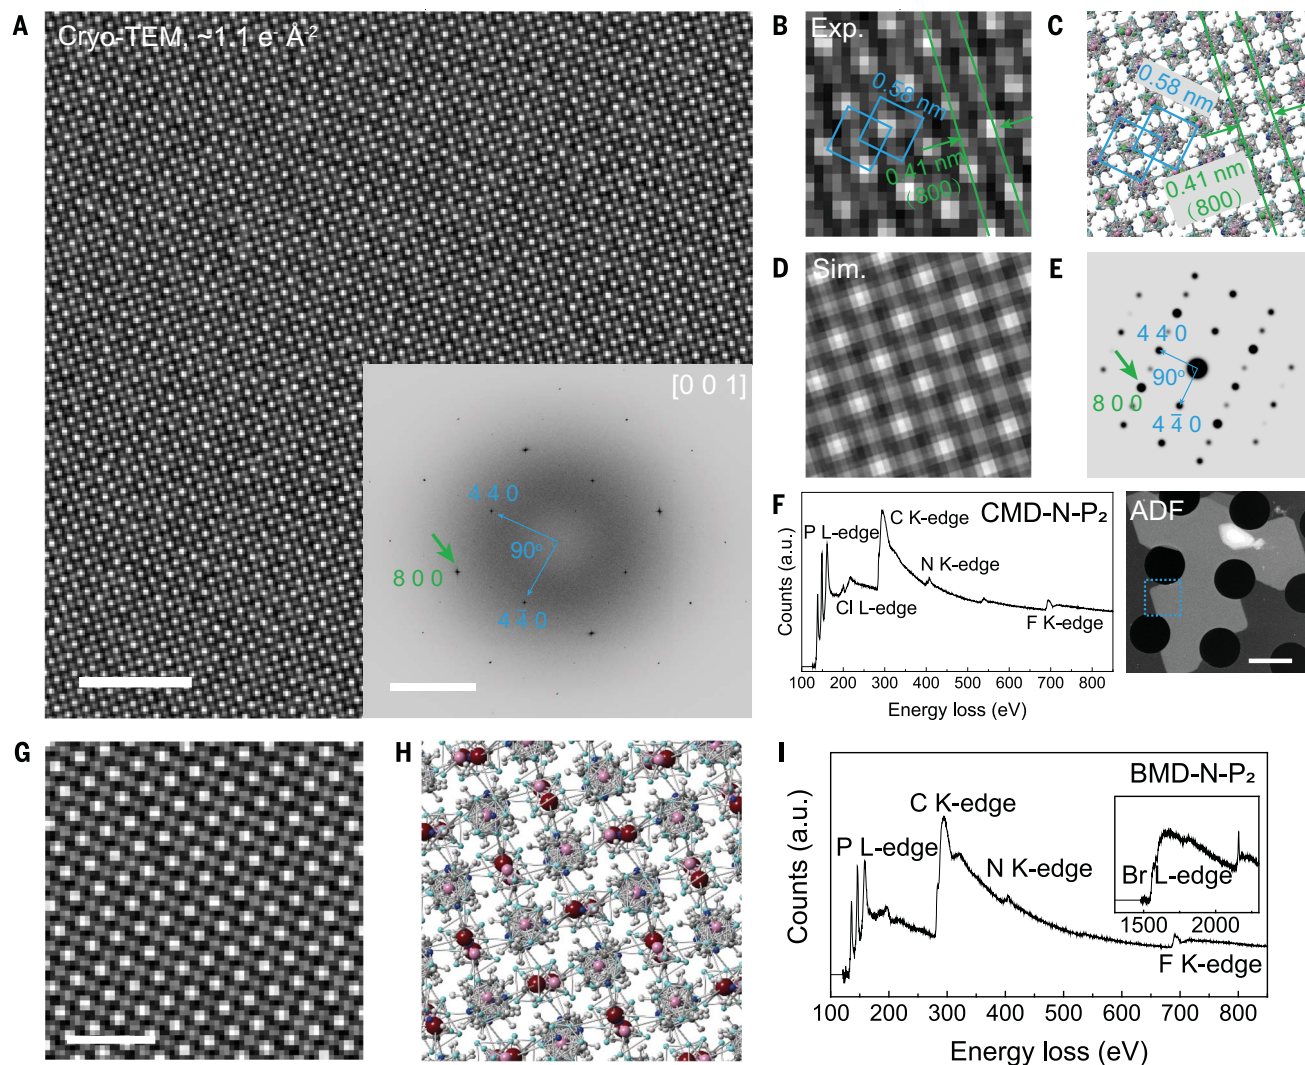 A
Cryo-TEM, ~1 1 e⁻ Å²
[0 0 1]
4 4 0
90°
8 0 0
4 4̅ 0
B
Exp.
0.58 nm
0.41 nm
(800)
C
0.58 nm
0.41 nm
(800)
D
Sim.
E
4 4 0
90°
8 0 0
4 4̅ 0
F
CMD-N-P₂
P L-edge
C K-edge
N K-edge
Cl L-edge
F K-edge
Counts (a.u.)
100 200 300 400 500 600 700 800
Energy loss (eV)
ADF
G
H
I
BMD-N-P₂
C K-edge
P L-edge
N K-edge
F K-edge
Br L-edge
1500 2000
Counts (a.u.)
100 200 300 400 500 600 700 800
Energy loss (eV)